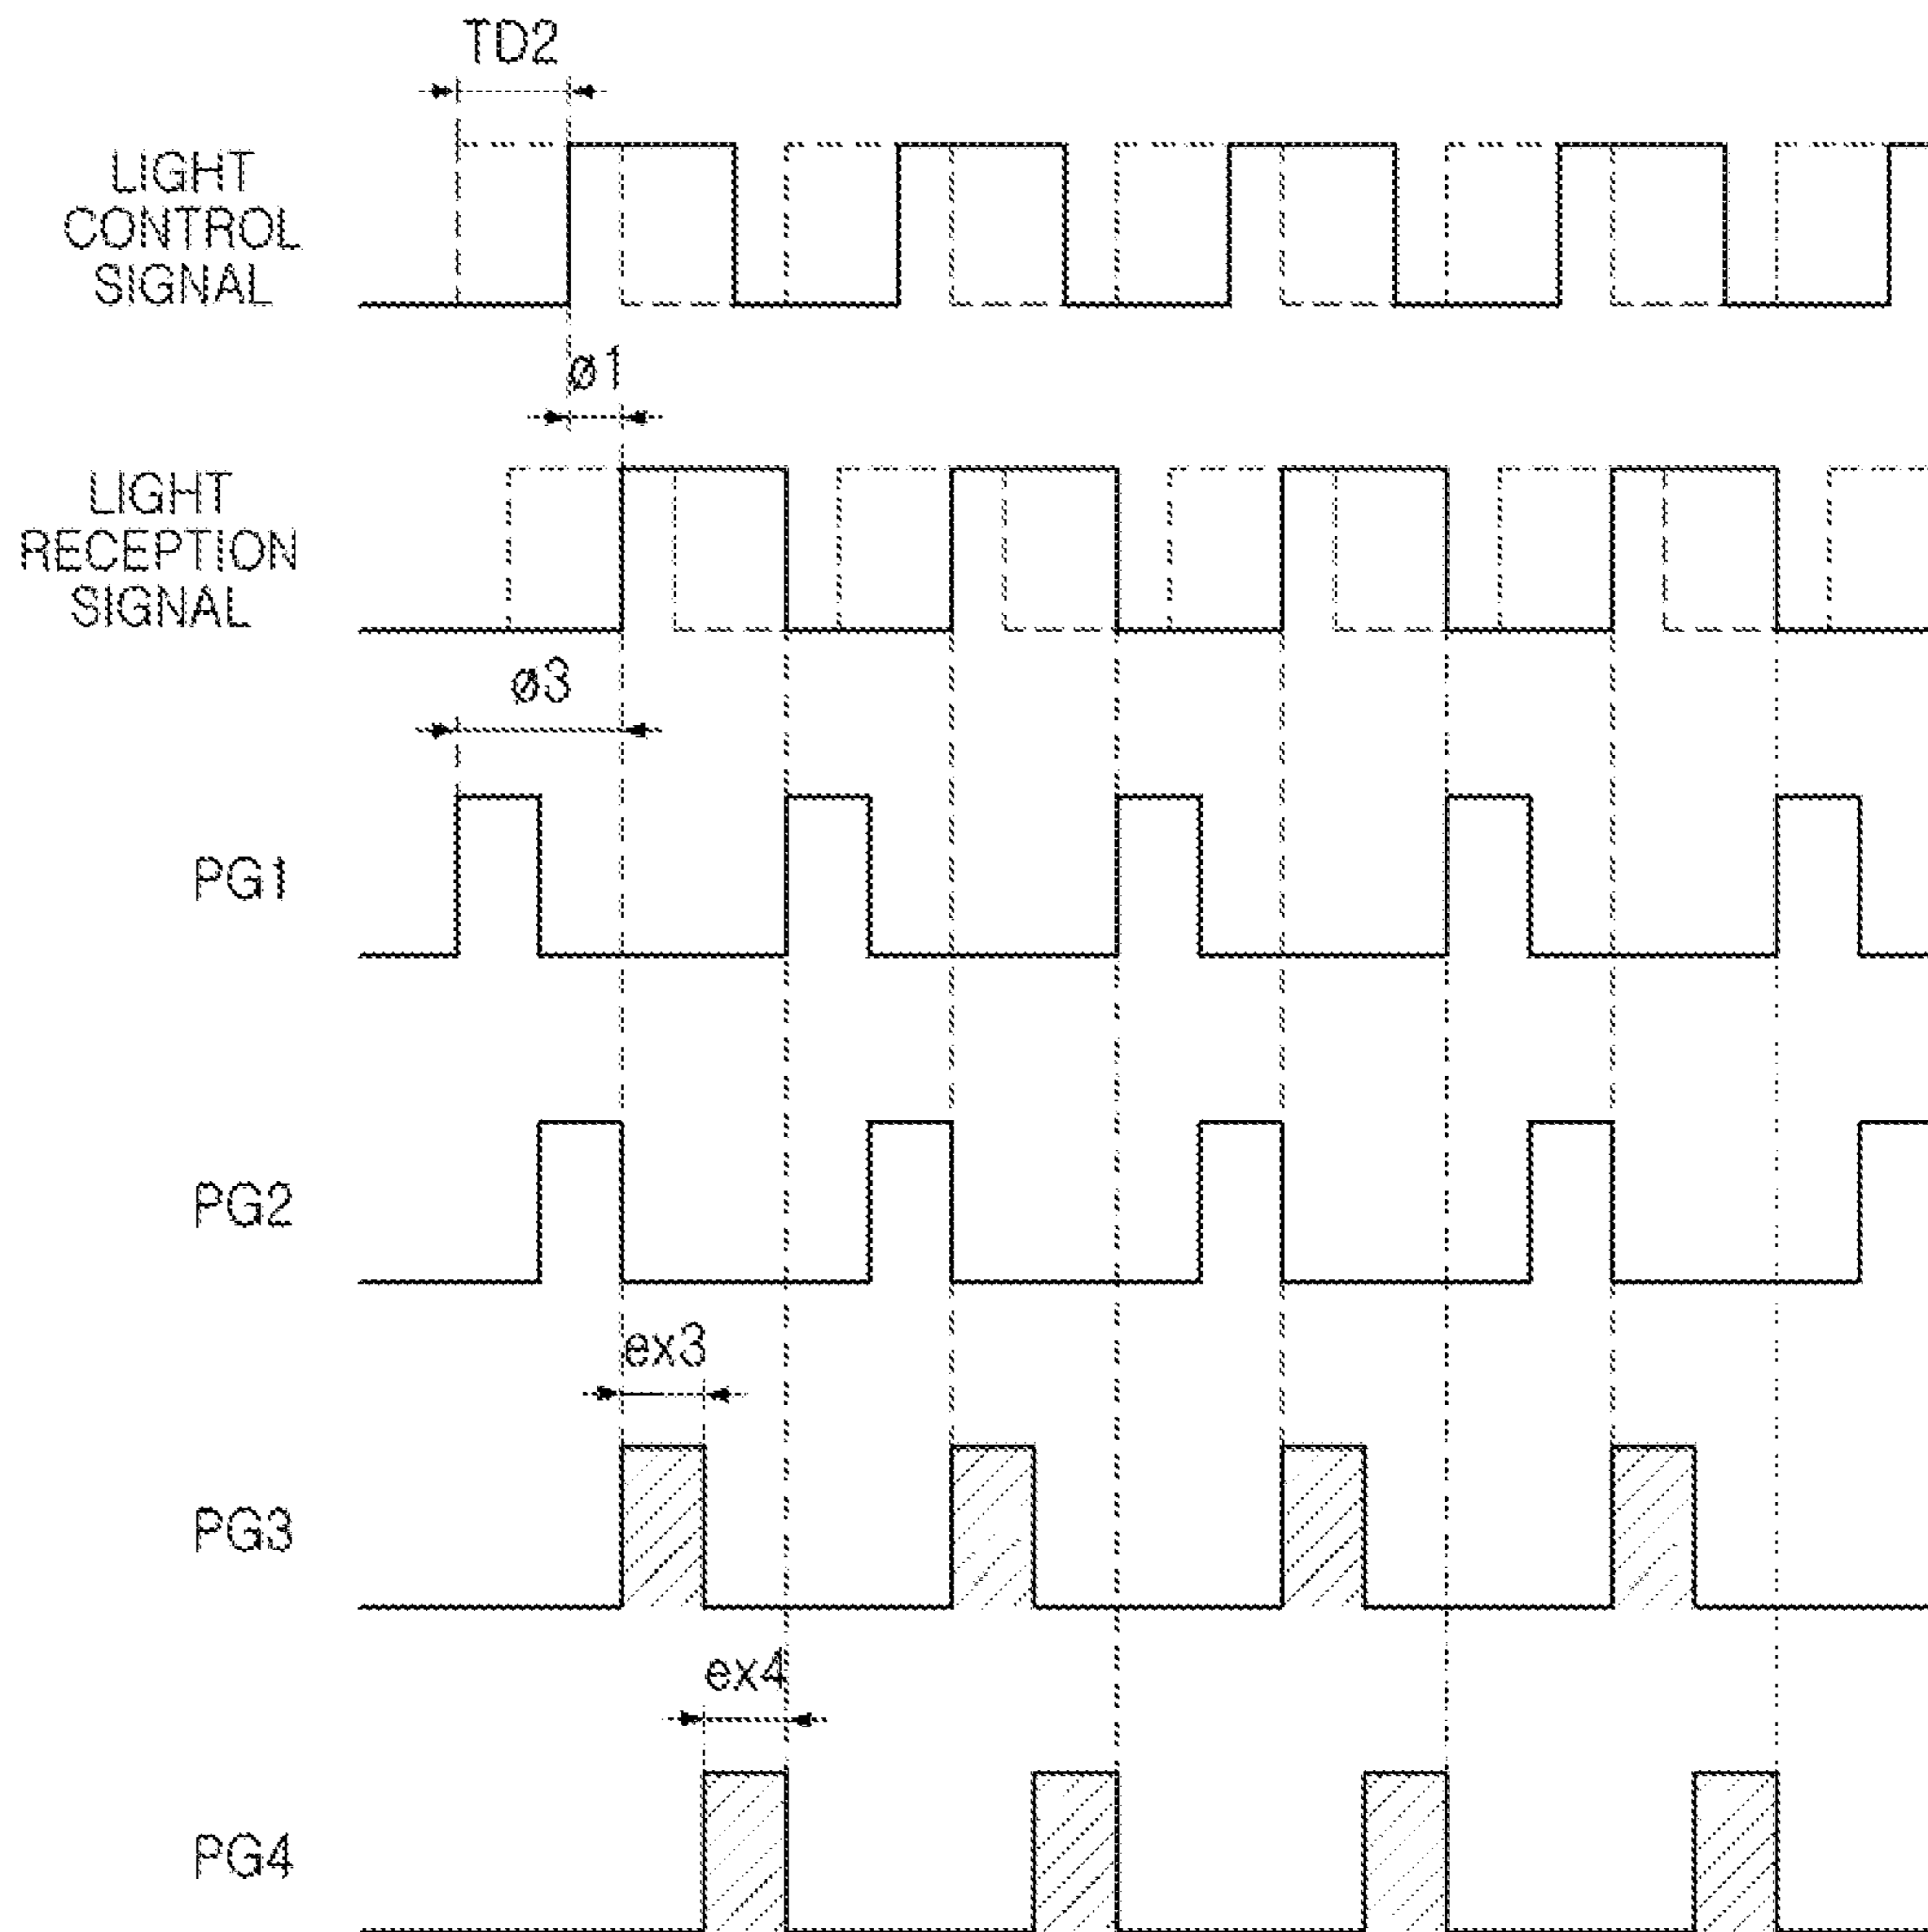 TD2
LIGHT
CONTROL
SIGNAL
ø1
LIGHT
RECEPTION
SIGNAL
ø3
PG1
PG2
ex3
PG3
ex4
PG4